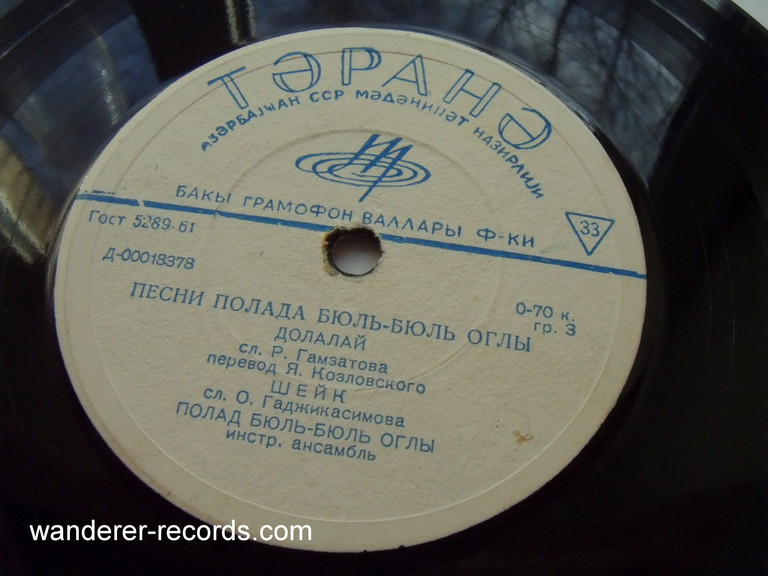 ТӘРАНӘ
АЗӘРБАЈҸАН ССР МӘДӘНИЈЈӘТ НАЗИРЛИЈИ
БАКЫ ГРАМОФОН ВАЛЛАРЫ Ф-КИ
33
Гост 5289-61
Д-00018378
0-70 к.
гр. 3
ПЕСНИ ПОЛАДА БЮЛЬ-БЮЛЬ ОГЛЫ
ДОЛАЛАЙ
сл. Р. Гамзатова
перевод Я. Козловского
ШЕЙК
сл. О. Гаджикасимова
ПОЛАД БЮЛЬ-БЮЛЬ ОГЛЫ
инстр. ансамбль
wanderer-records.com